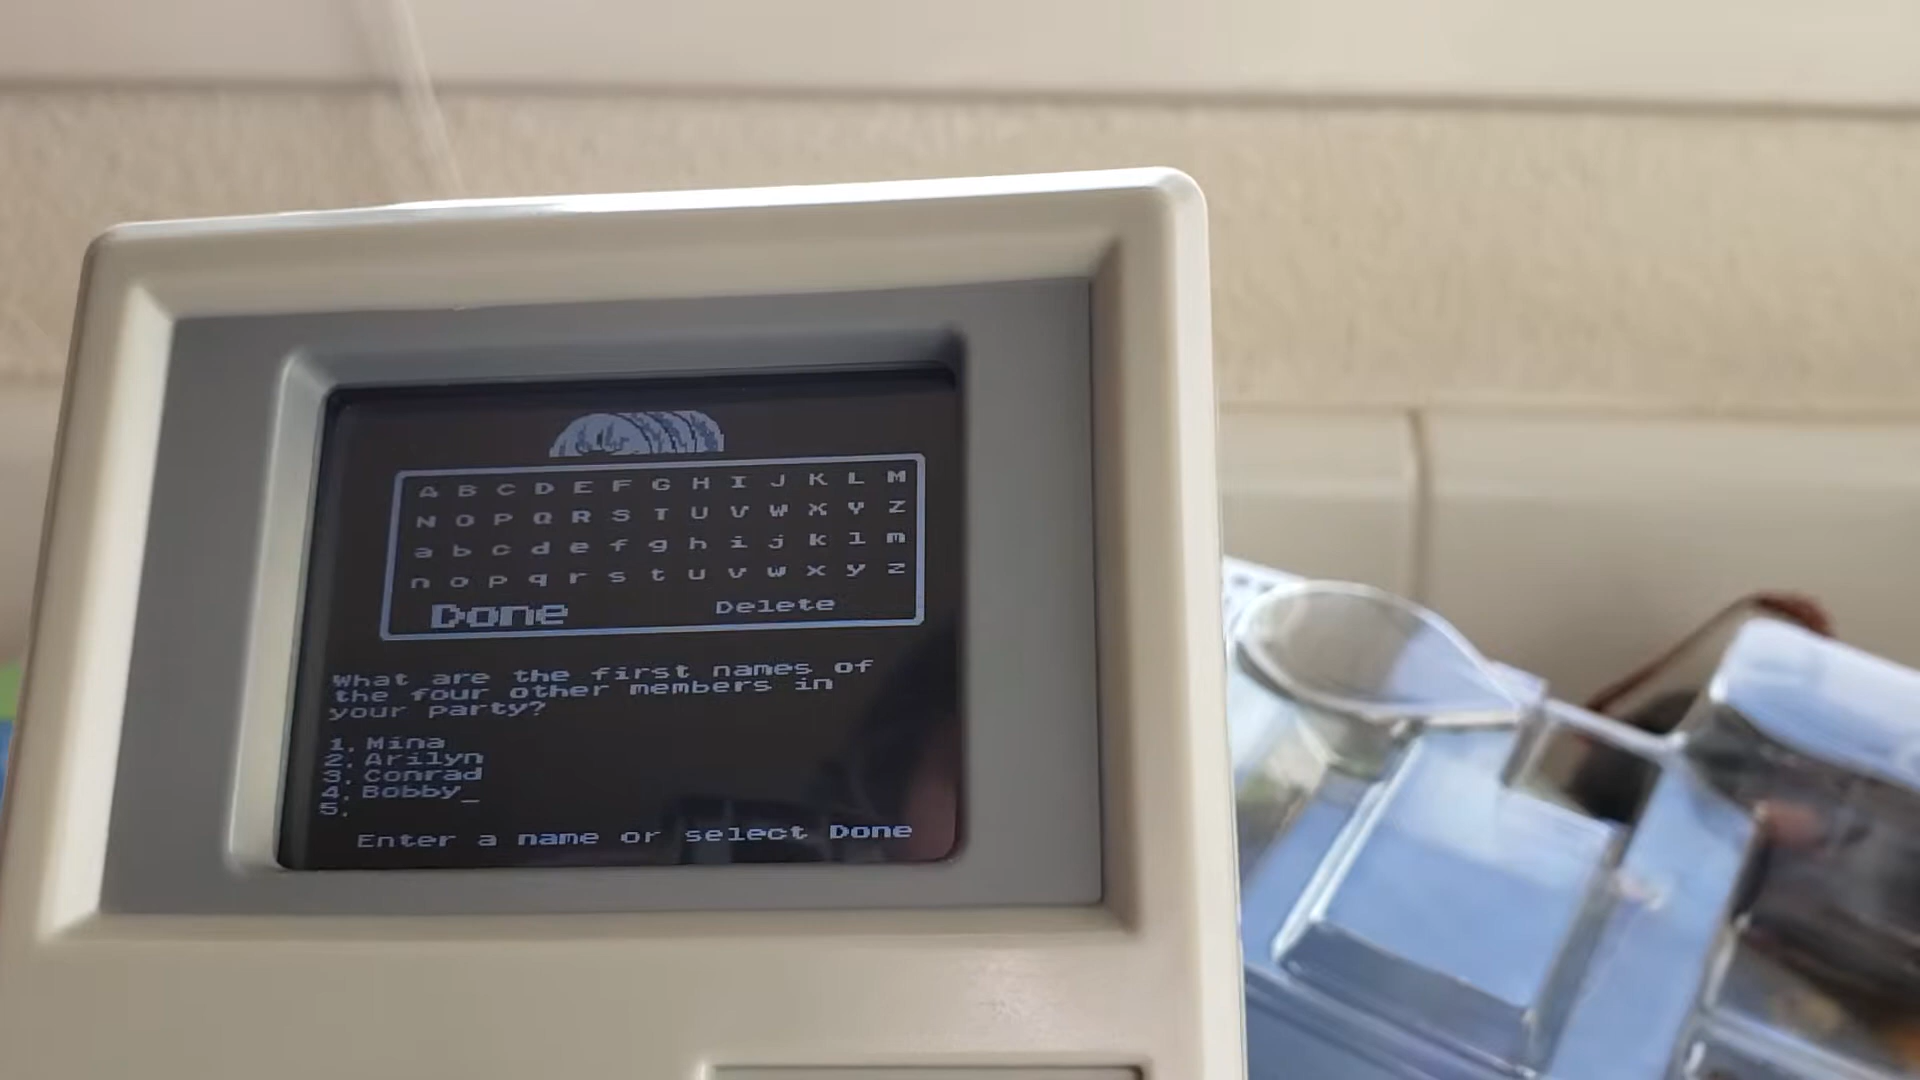 A B C D E F G H I J K L M
N O P Q R S T U V W X Y Z
a b c d e f g h i j k l m
n o p q r s t u v w x y z
Done Delete
What are the first names of
the four other members in
your party?
1. Mina
2. Arilyn
3. Conrad
4. Bobby_
5.
Enter a name or select Done